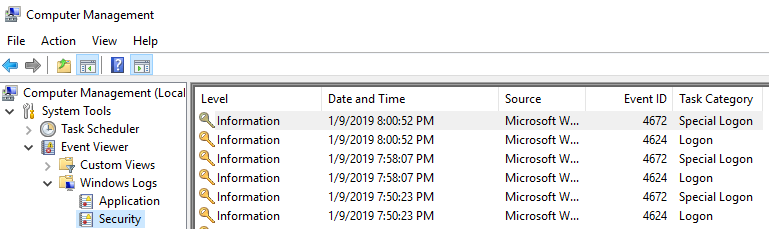 Computer Management
File Action View Help
Computer Management (Local
System Tools
Task Scheduler
Event Viewer
Custom Views
Windows Logs
Application
Security
Level Date and Time Source Event ID Task Category
Information 1/9/2019 8:00:52 PM Microsoft W... 4672 Special Logon
Information 1/9/2019 8:00:52 PM Microsoft W... 4624 Logon
Information 1/9/2019 7:58:07 PM Microsoft W... 4672 Special Logon
Information 1/9/2019 7:58:07 PM Microsoft W... 4624 Logon
Information 1/9/2019 7:50:23 PM Microsoft W... 4672 Special Logon
Information 1/9/2019 7:50:23 PM Microsoft W... 4624 Logon